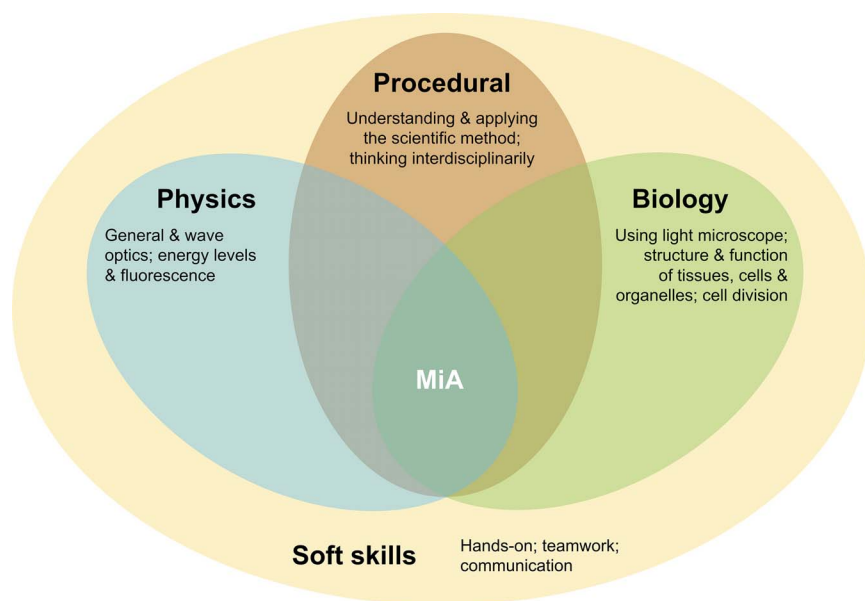 Procedural
Understanding & applying
the scientific method;
thinking interdisciplinarily
Physics
General & wave
optics; energy levels
& fluorescence
Biology
Using light microscope;
structure & function
of tissues, cells &
organelles; cell division
MiA
Soft skills
Hands-on; teamwork;
communication